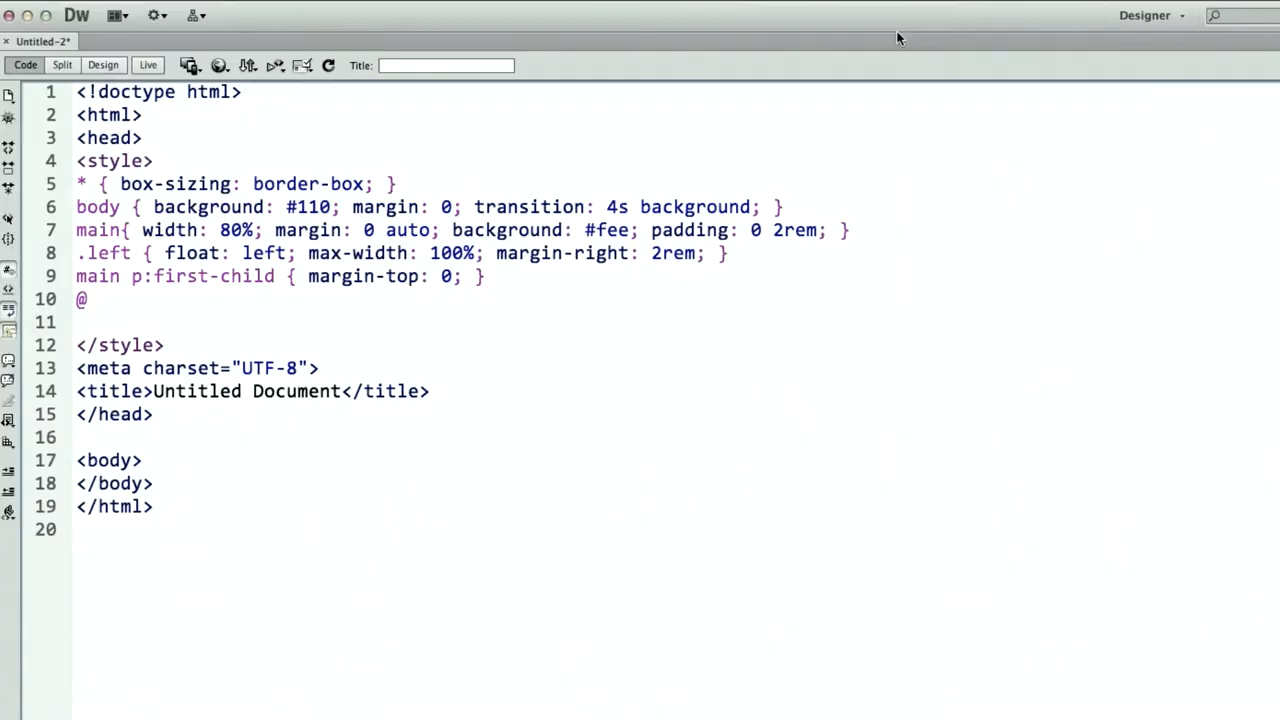 Dw
Designer
Untitled-2*
Code Split Design Live Title:
1 <!doctype html>
2 <html>
3 <head>
4 <style>
5 * { box-sizing: border-box; }
6 body { background: #110; margin: 0; transition: 4s background; }
7 main{ width: 80%; margin: 0 auto; background: #fee; padding: 0 2rem; }
8 .left { float: left; max-width: 100%; margin-right: 2rem; }
9 main p:first-child { margin-top: 0; }
10 @
11
12 </style>
13 <meta charset="UTF-8">
14 <title>Untitled Document</title>
15 </head>
16
17 <body>
18 </body>
19 </html>
20